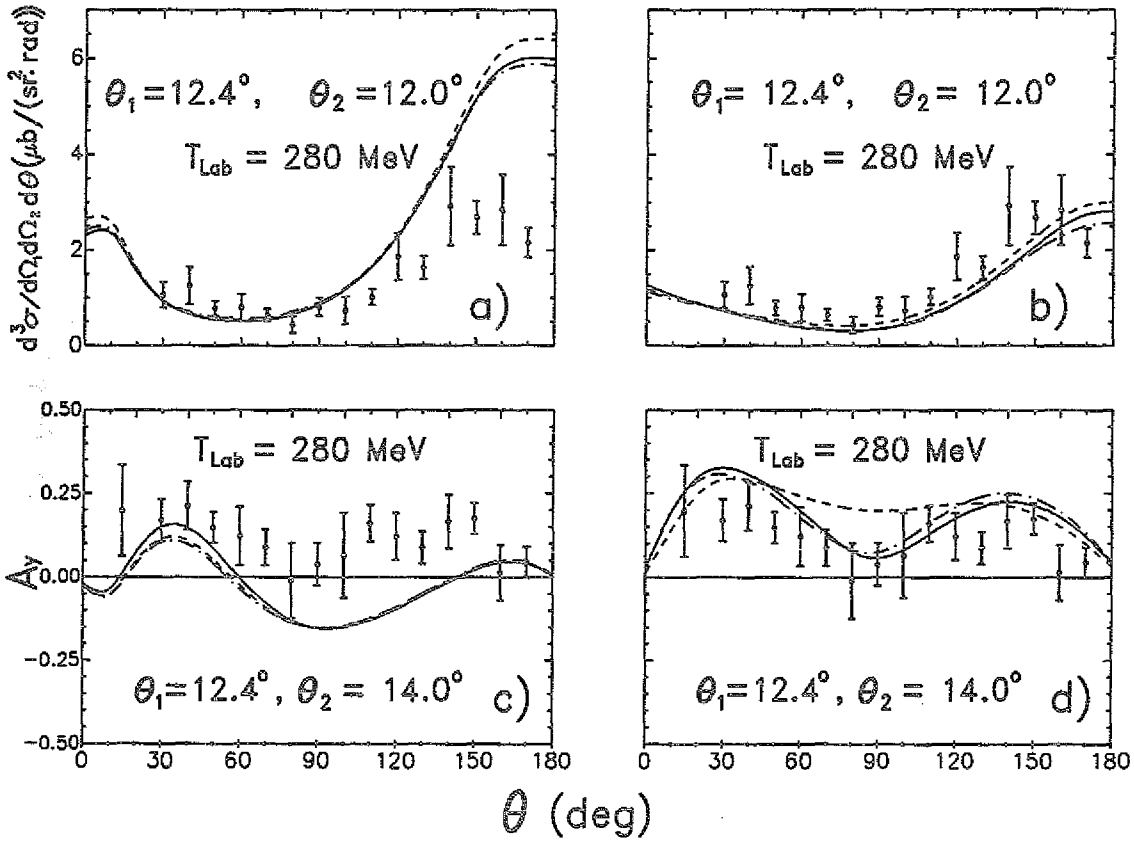 d³σ/dΩ₁dΩ₂dθ(μb/(sr².rad))
6
4
2
0
θ₁=12.4°, θ₂=12.0°
T_Lab = 280 MeV
a)
θ₁= 12.4°, θ₂ = 12.0°
T_Lab = 280 MeV
b)
Ay
0.50
0.25
0.00
−0.25
−0.50
T_Lab = 280 MeV
θ₁=12.4°, θ₂ = 14.0°
c)
0 30 60 90 120 150 180
T_Lab = 280 MeV
θ₁=12.4°, θ₂ = 14.0°
d)
0 30 60 90 120 150 180
θ (deg)